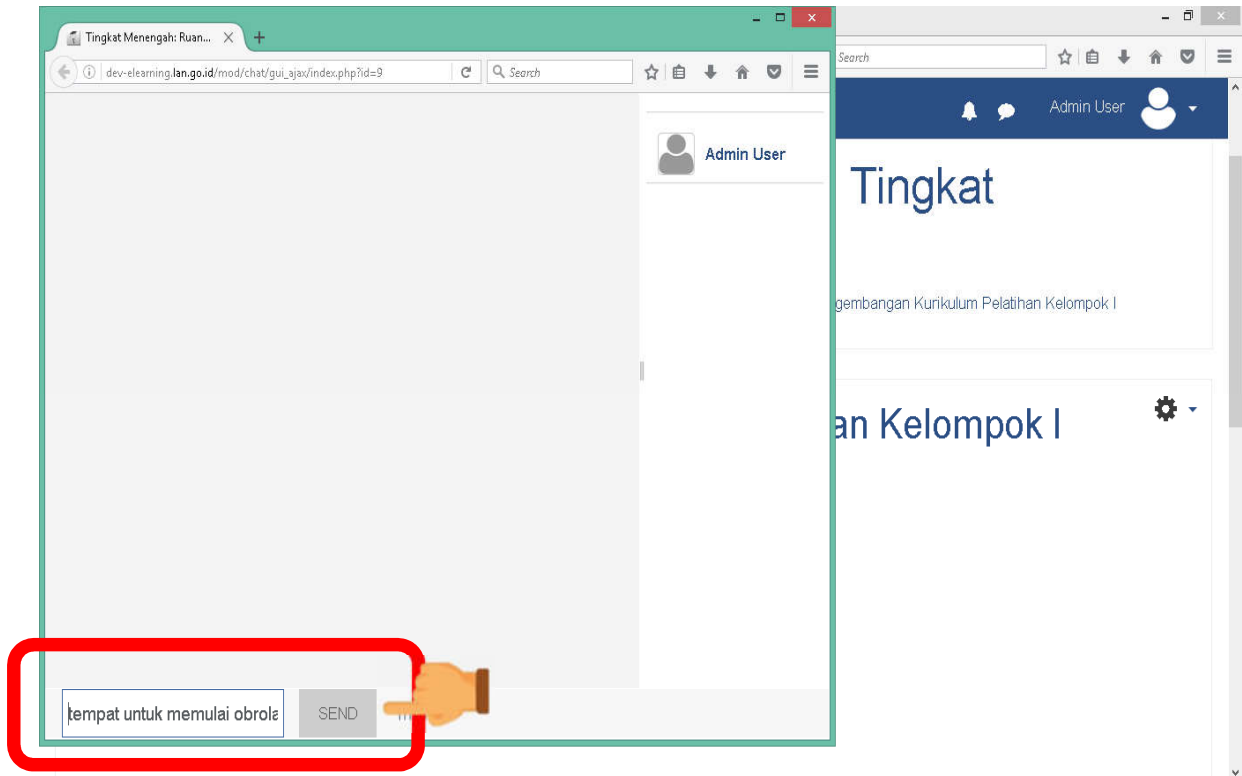 Tingkat Menengah: Ruan...
dev-elearning.lan.go.id/mod/chat/gui_ajax/index.php?id=9
Search
Search
Admin User
Admin User
Tingkat
gembangan Kurikulum Pelatihan Kelompok I
an Kelompok I
tempat untuk memulai obrola
SEND